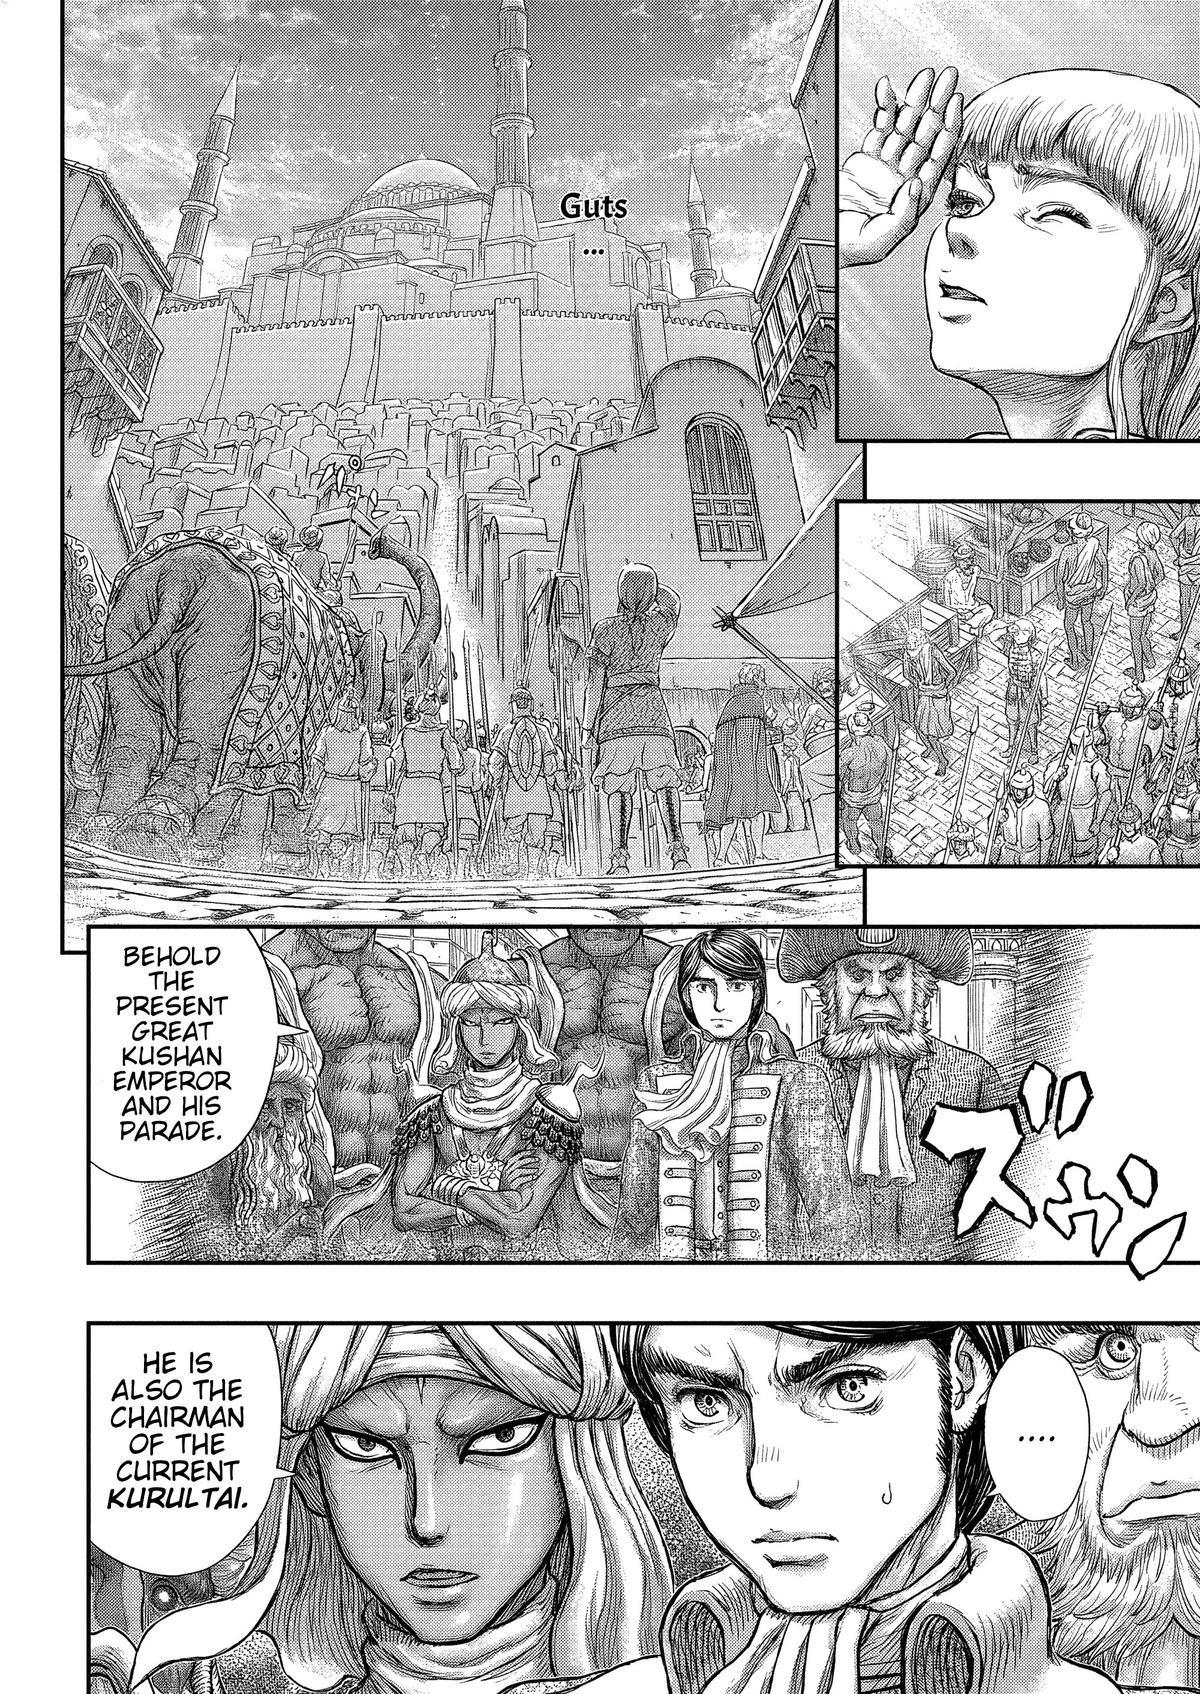 Guts
...
BEHOLD
THE
PRESENT
GREAT
KUSHAN
EMPEROR
AND HIS
PARADE.
ズウン
....
HE IS
ALSO THE
CHAIRMAN
OF THE
CURRENT
KURULTAI.